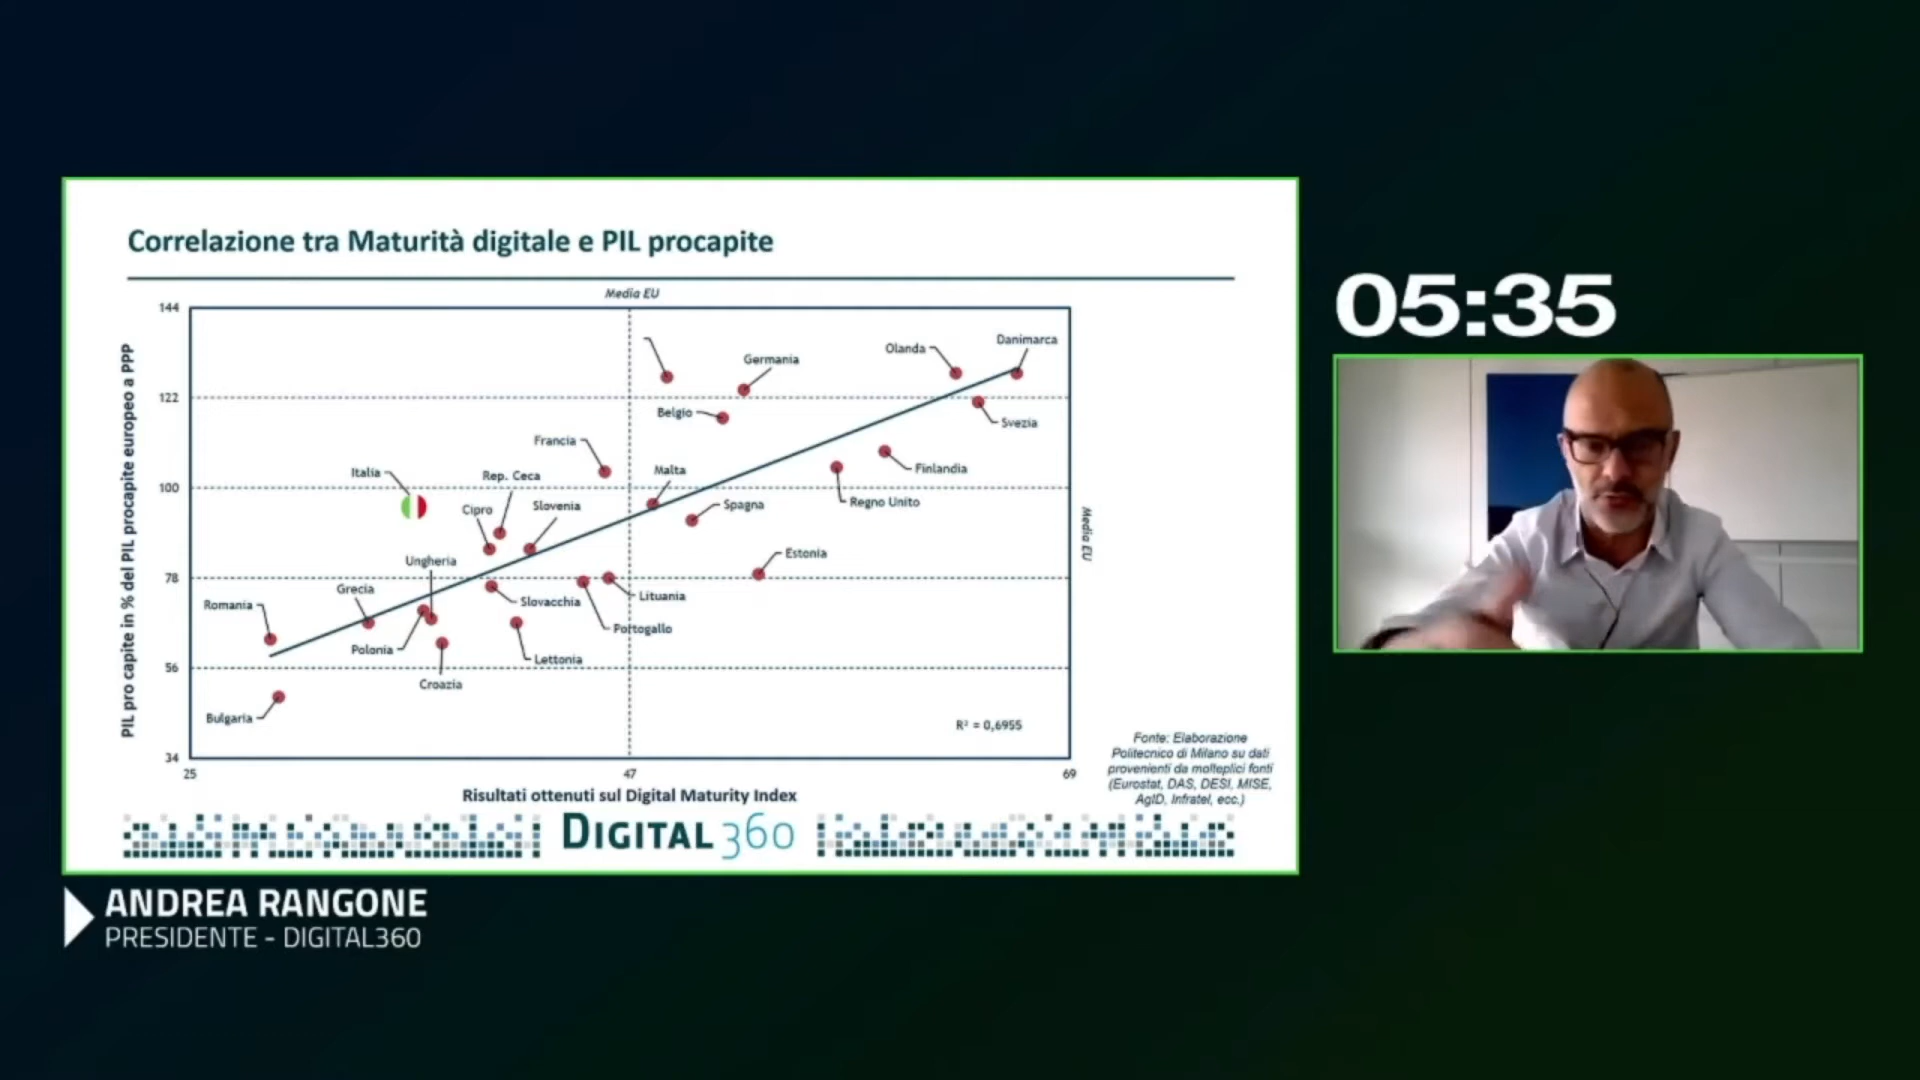 Correlazione tra Maturità digitale e PIL procapite
Media EU
144
122
100
78
56
34
25
47
69
PIL pro capite in % del PIL procapite europeo a PPP
Danimarca
Olanda
Germania
Belgio
Svezia
Francia
Malta
Finlandia
Italia
Rep. Ceca
Cipro
Slovenia
Spagna
Regno Unito
Media EU
Ungheria
Estonia
Grecia
Romania
Slovacchia
Lituania
Portogallo
Polonia
Lettonia
Croazia
Bulgaria
R² = 0,6955
Risultati ottenuti sul Digital Maturity Index
Fonte: Elaborazione
Politecnico di Milano su dati
provenienti da molteplici fonti
(Eurostat, DAS, DESI, MISE,
AgID, Infratel, ecc.)
DIGITAL 360
05:35
ANDREA RANGONE
PRESIDENTE - DIGITAL360